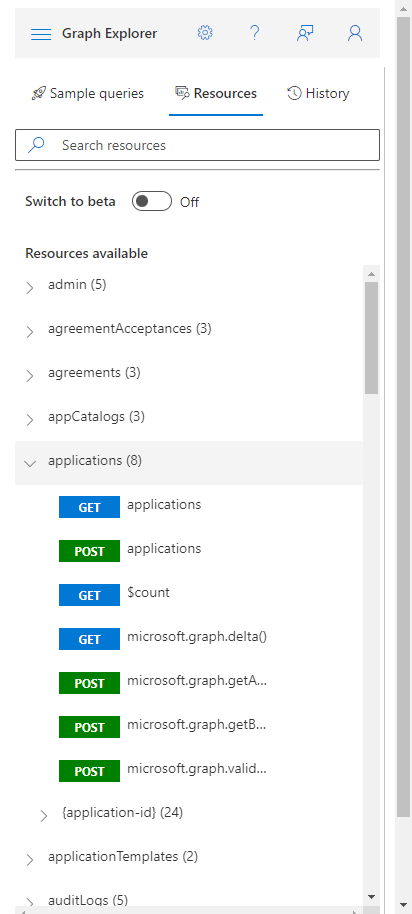 Graph Explorer
Sample queries Resources History
Search resources
Switch to beta Off
Resources available
admin (5)
agreementAcceptances (3)
agreements (3)
appCatalogs (3)
applications (8)
GET applications
POST applications
GET $count
GET microsoft.graph.delta()
POST microsoft.graph.getA...
POST microsoft.graph.getB...
POST microsoft.graph.valid...
{application-id} (24)
applicationTemplates (2)
auditLogs (5)